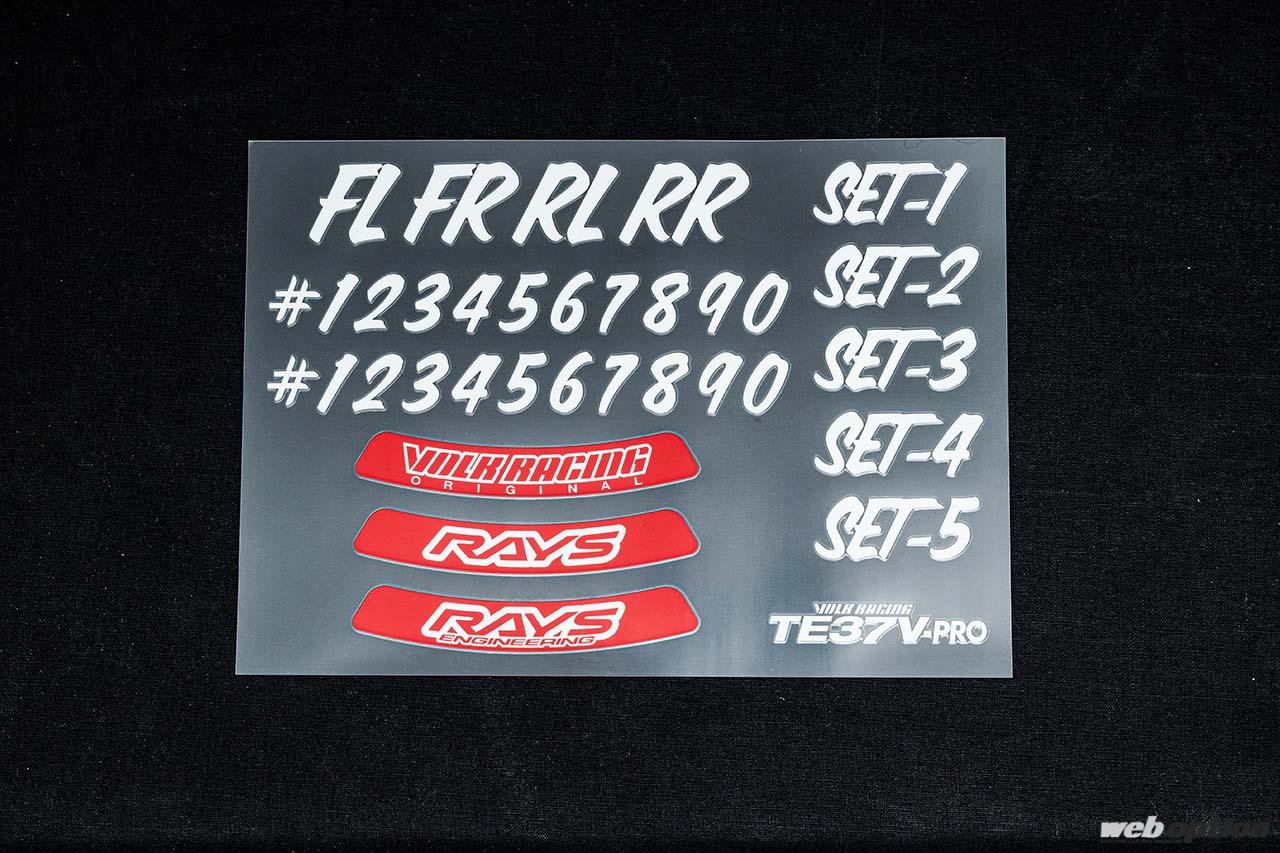 FL FR RL RR
#1234567890
#1234567890
SET-1
SET-2
SET-3
SET-4
SET-5
VOLK RACING
ORIGINAL
RAYS
RAYS
ENGINEERING
VOLK RACING
TE37V-PRO
web option